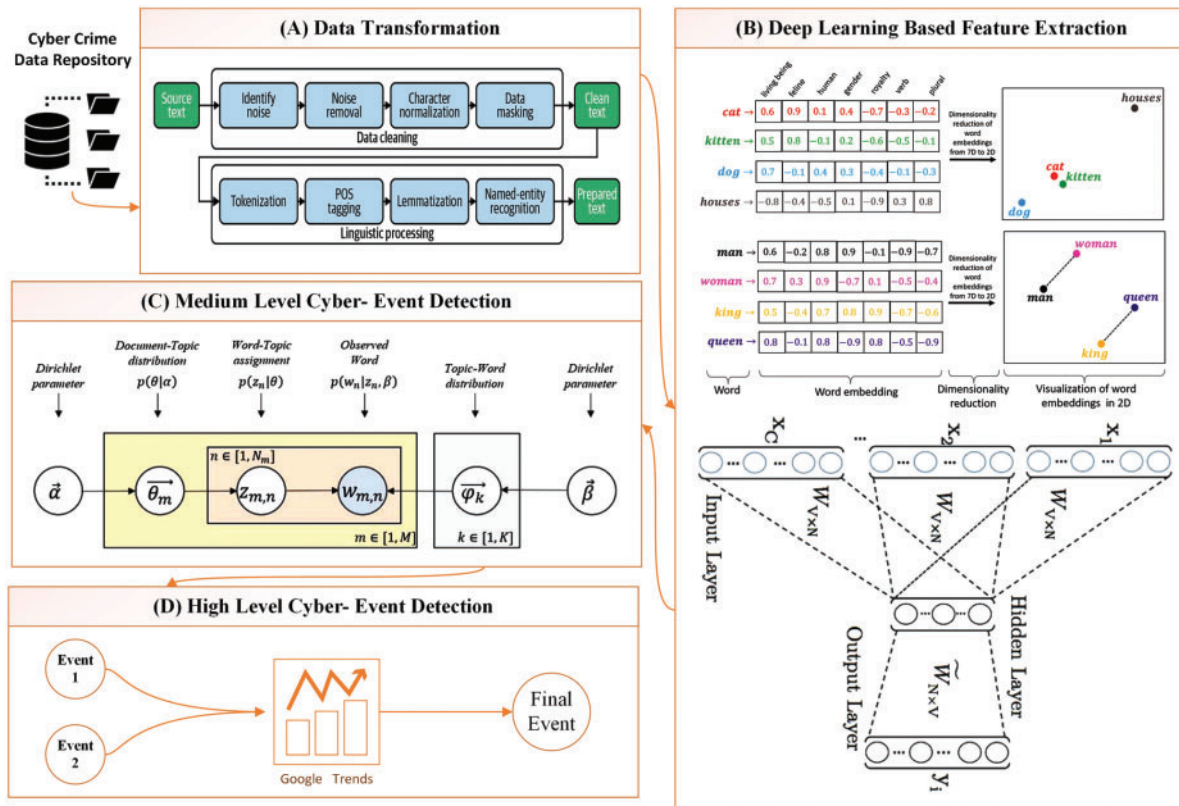 Cyber Crime
Data Repository
(A) Data Transformation
Source
text
Identify
noise
Noise
removal
Character
normalization
Data
masking
Clean
text
Data cleaning
Tokenization
POS
tagging
Lemmatization
Named-entity
recognition
Prepared
text
Linguistic processing
(B) Deep Learning Based Feature Extraction
living being
feline
human
gender
royalty
verb
plural
cat → 0.6 0.9 0.1 0.4 −0.7 −0.3 −0.2
kitten → 0.5 0.8 −0.1 0.2 −0.6 −0.5 −0.1
dog → 0.7 −0.1 0.4 0.3 −0.4 −0.1 −0.3
houses → −0.8 −0.4 −0.5 0.1 −0.9 0.3 0.8
Dimensionality
reduction of
word
embeddings
from 7D to 2D
houses
cat
kitten
dog
man → 0.6 −0.2 0.8 0.9 −0.1 −0.9 −0.7
woman → 0.7 0.3 0.9 −0.7 0.1 −0.5 −0.4
king → 0.5 −0.4 0.7 0.8 0.9 −0.7 −0.6
queen → 0.8 −0.1 0.8 −0.9 0.8 −0.5 −0.9
Dimensionality
reduction of
word
embeddings
from 7D to 2D
woman
man
queen
king
Word
Word embedding
Dimensionality
reduction
Visualization of word
embeddings in 2D
x_C
...
x_2
x_1
Input Layer
W_V×N
W_V×N
W_V×N
Hidden Layer
Output Layer
W̃_N×V
y_i
(C) Medium Level Cyber- Event Detection
Dirichlet
parameter
Document-Topic
distribution
p(θ|α)
Word-Topic
assignment
p(z_n|θ)
Observed
Word
p(w_n|z_n, β)
Topic-Word
distribution
Dirichlet
parameter
n ∈ [1, N_m]
α⃗
θ_m⃗
z_m,n
w_m,n
φ_k⃗
β⃗
m ∈ [1, M]
k ∈ [1, K]
(D) High Level Cyber- Event Detection
Event
1
Event
2
Google Trends
Final
Event